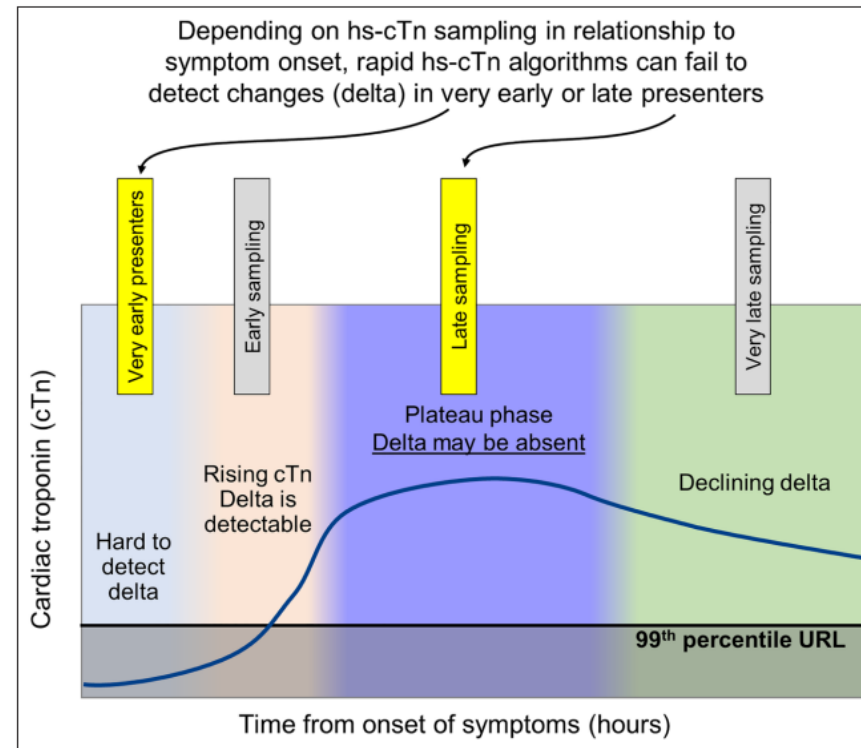 Depending on hs-cTn sampling in relationship to
symptom onset, rapid hs-cTn algorithms can fail to
detect changes (delta) in very early or late presenters
Very early presenters
Early sampling
Late sampling
Very late sampling
Cardiac troponin (cTn)
Plateau phase
Delta may be absent
Rising cTn
Delta is
detectable
Declining delta
Hard to
detect
delta
99th percentile URL
Time from onset of symptoms (hours)